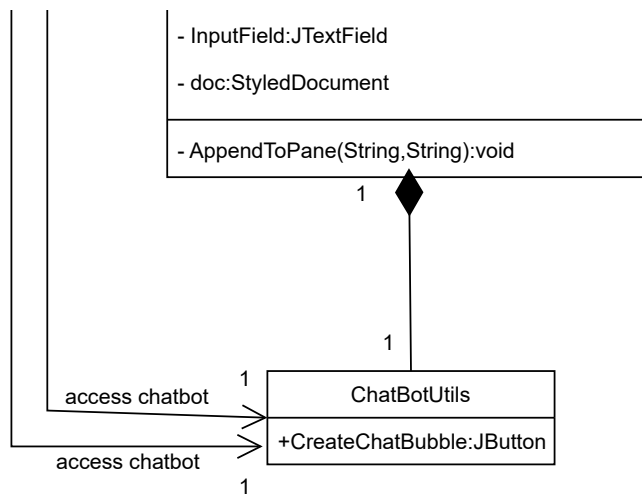 - InputField:JTextField
- doc:StyledDocument
- AppendToPane(String,String):void
1
1
1
ChatBotUtils
access chatbot
+CreateChatBubble:JButton
access chatbot
1